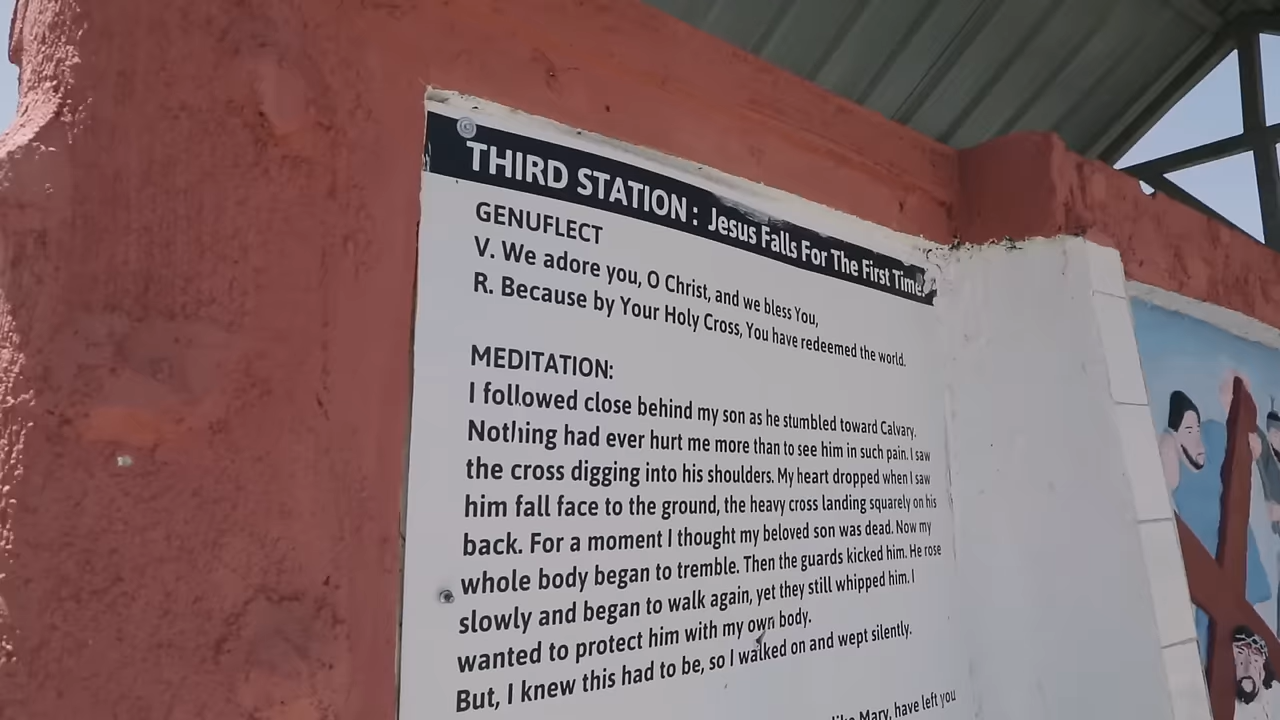 THIRD STATION : Jesus Falls For The First Time.
GENUFLECT
V. We adore you, O Christ, and we bless You,
R. Because by Your Holy Cross, You have redeemed the world.
MEDITATION:
I followed close behind my son as he stumbled toward Calvary.
Nothing had ever hurt me more than to see him in such pain. I saw
the cross digging into his shoulders. My heart dropped when I saw
him fall face to the ground, the heavy cross landing squarely on his
back. For a moment I thought my beloved son was dead. Now my
whole body began to tremble. Then the guards kicked him. He rose
slowly and began to walk again, yet they still whipped him. I
wanted to protect him with my own body.
But, I knew this had to be, so I walked on and wept silently.
like Mary, have left you